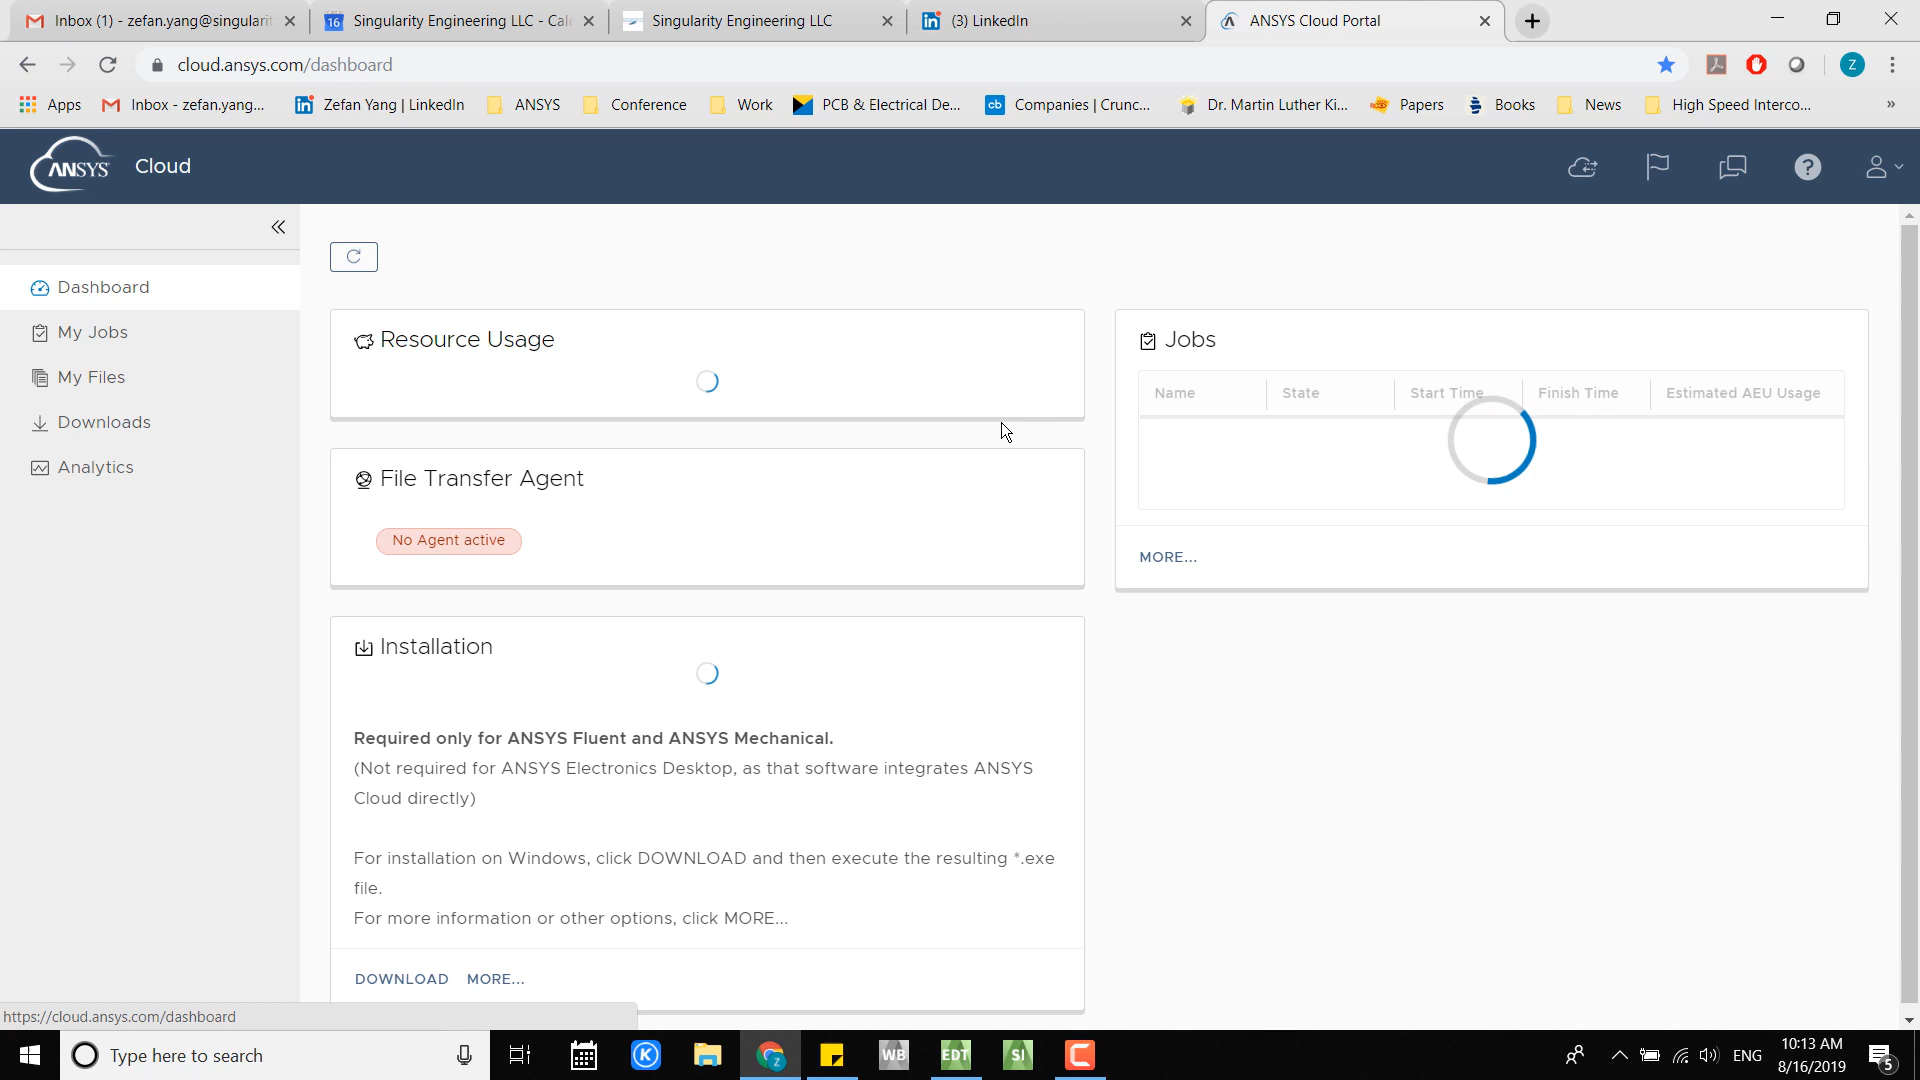 Inbox (1) - zefan.yang@singularit
Singularity Engineering LLC - Cal
Singularity Engineering LLC
(3) LinkedIn
ANSYS Cloud Portal
cloud.ansys.com/dashboard
Z
Apps
Inbox - zefan.yang...
Zefan Yang | LinkedIn
ANSYS
Conference
Work
PCB & Electrical De...
Companies | Crunc...
Dr. Martin Luther Ki...
Papers
Books
News
High Speed Interco...
»
ANSYS Cloud
Dashboard
My Jobs
My Files
Downloads
Analytics
Resource Usage
File Transfer Agent
No Agent active
Installation
Required only for ANSYS Fluent and ANSYS Mechanical.
(Not required for ANSYS Electronics Desktop, as that software integrates ANSYS
Cloud directly)
For installation on Windows, click DOWNLOAD and then execute the resulting *.exe
file.
For more information or other options, click MORE...
DOWNLOAD MORE...
Jobs
Name State Start Time Finish Time Estimated AEU Usage
MORE...
https://cloud.ansys.com/dashboard
Type here to search
K
Z
WB
EDT
SI
C
ENG
10:13 AM
8/16/2019
5